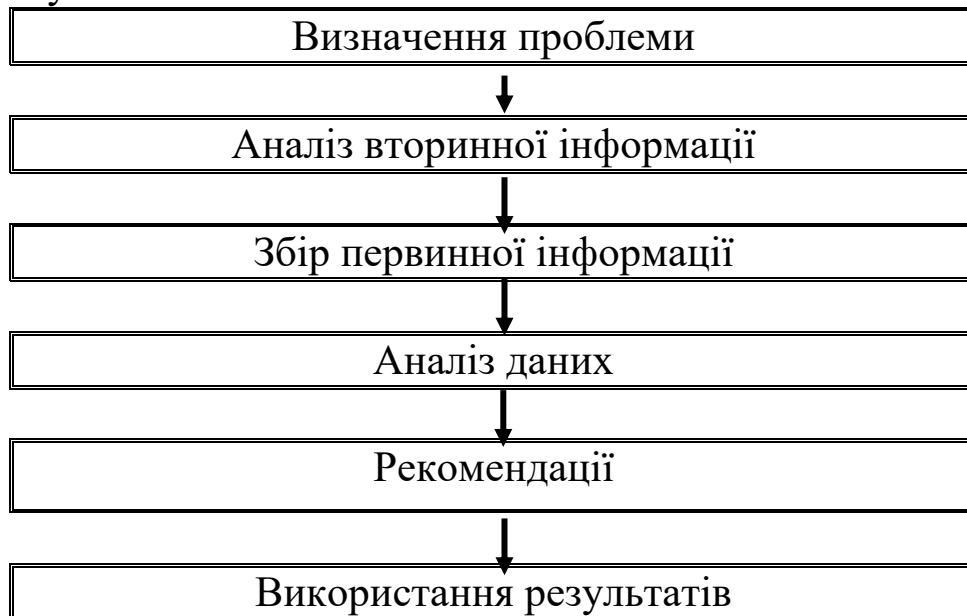 Визначення проблеми
Аналіз вторинної інформації
Збір первинної інформації
Аналіз даних
Рекомендації
Використання результатів